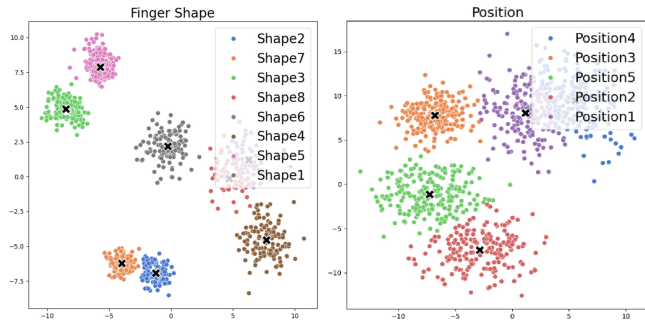 Finger Shape
10.0
7.5
5.0
2.5
0.0
−2.5
−5.0
−7.5
−10
−5
0
5
10
Shape2
Shape7
Shape3
Shape8
Shape6
Shape4
Shape5
Shape1
Position
15
10
5
0
−5
−10
−10
−5
0
5
10
Position4
Position3
Position5
Position2
Position1